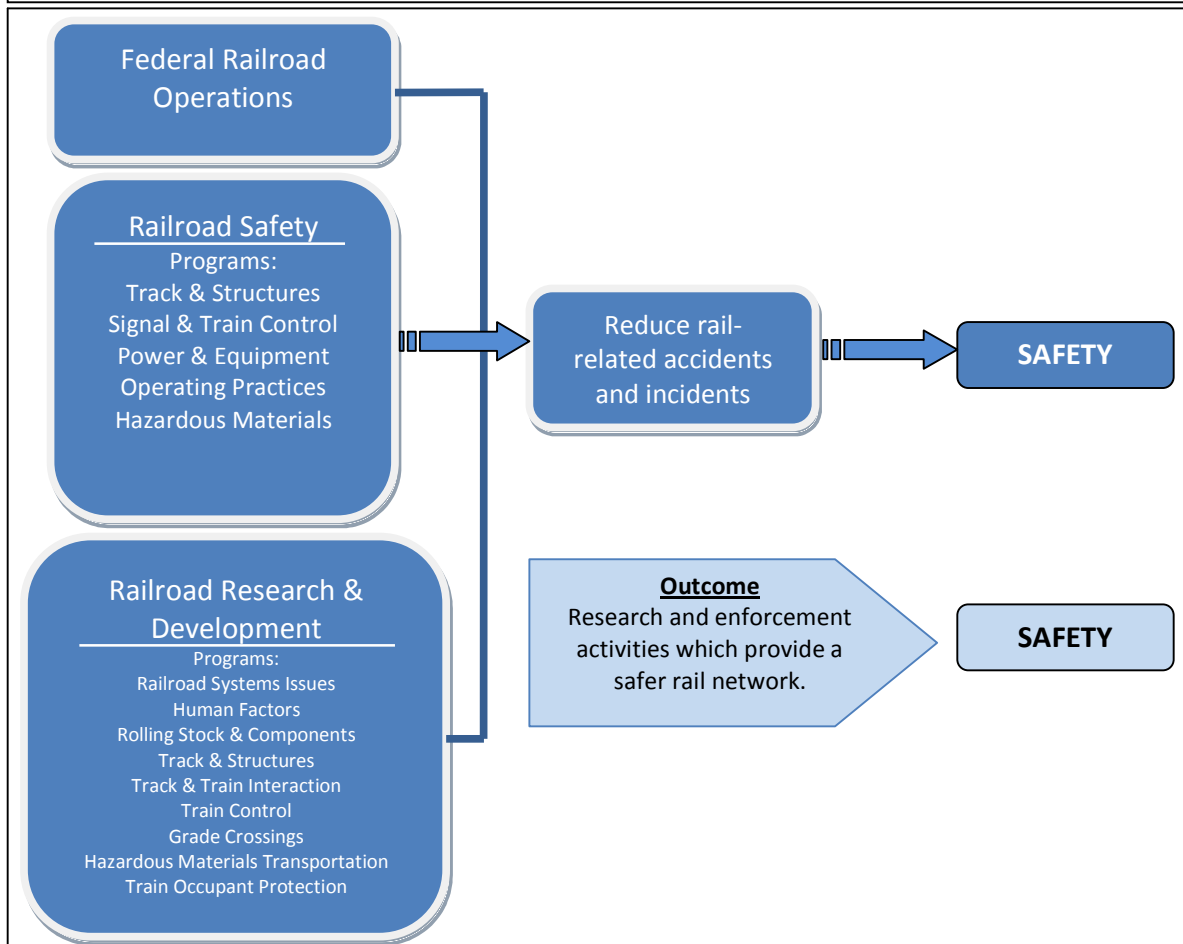 Federal Railroad
Operations
Railroad Safety
Programs:
Track & Structures
Signal & Train Control
Power & Equipment
Operating Practices
Hazardous Materials
Reduce rail-
related accidents
and incidents
SAFETY
Railroad Research &
Development
Programs:
Railroad Systems Issues
Human Factors
Rolling Stock & Components
Track & Structures
Track & Train Interaction
Train Control
Grade Crossings
Hazardous Materials Transportation
Train Occupant Protection
Outcome
Research and enforcement
activities which provide a
safer rail network.
SAFETY